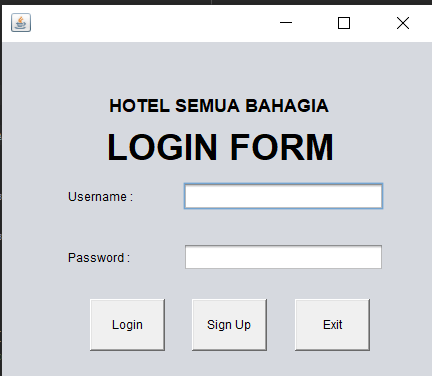 HOTEL SEMUA BAHAGIA
LOGIN FORM
Username :
Password :
Login Sign Up Exit